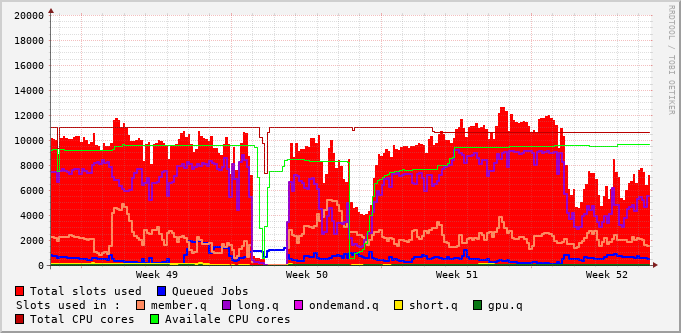 20000
18000
16000
14000
12000
10000
8000
6000
4000
2000
0
Week 49 Week 50 Week 51 Week 52
RRDTOOL / TOBI OETIKER
Total slots used Queued Jobs
Slots used in : member.q long.q ondemand.q short.q gpu.q
Total CPU cores Availale CPU cores